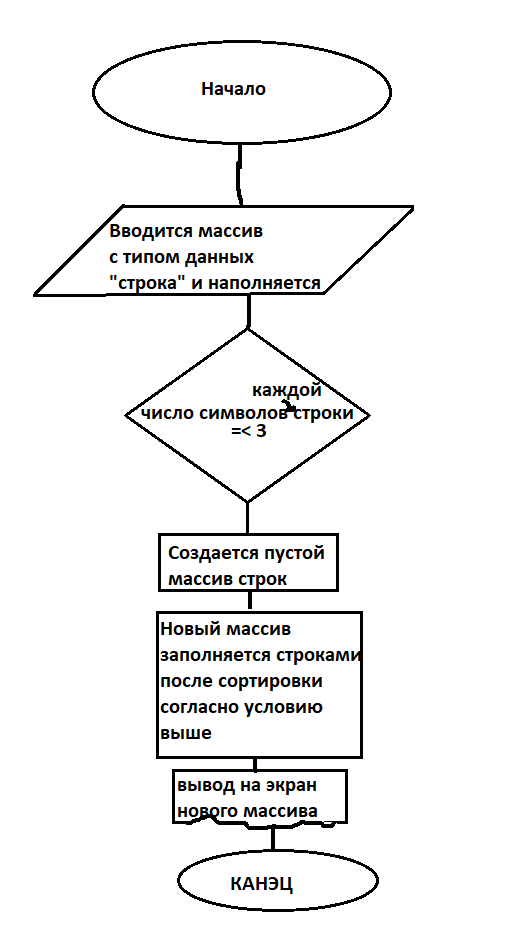 Начало
Вводится массив
с типом данных
"строка" и наполняется
каждой
число символов строки
=< 3
Создается пустой
массив строк
Новый массив
заполняется строками
после сортировки
согласно условию
выше
вывод на экран
нового массива
КАНЭЦ